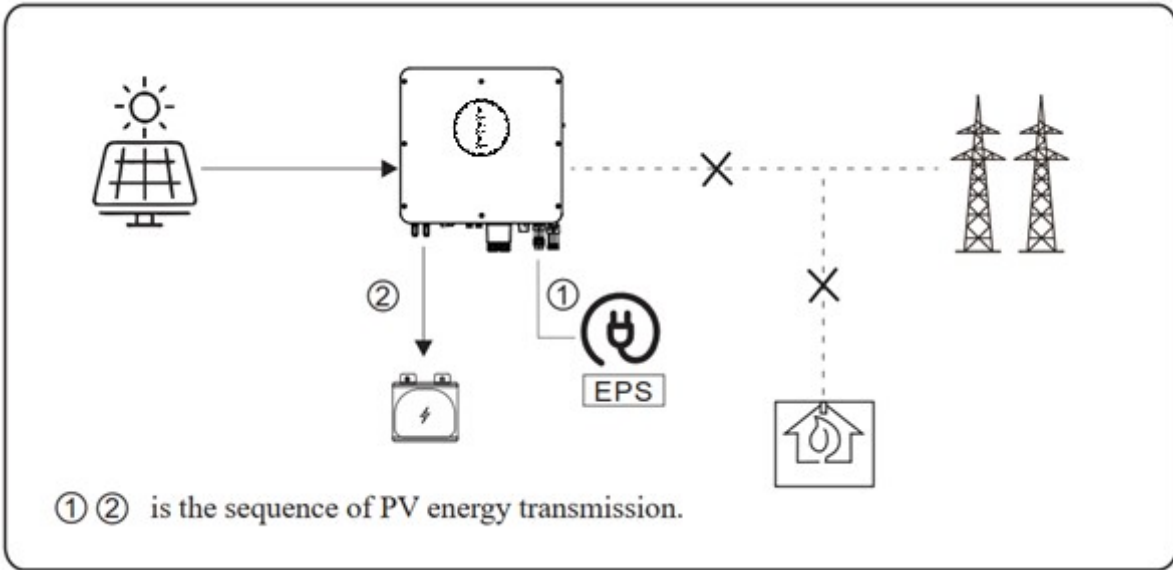 ②
①
EPS
① ② is the sequence of PV energy transmission.